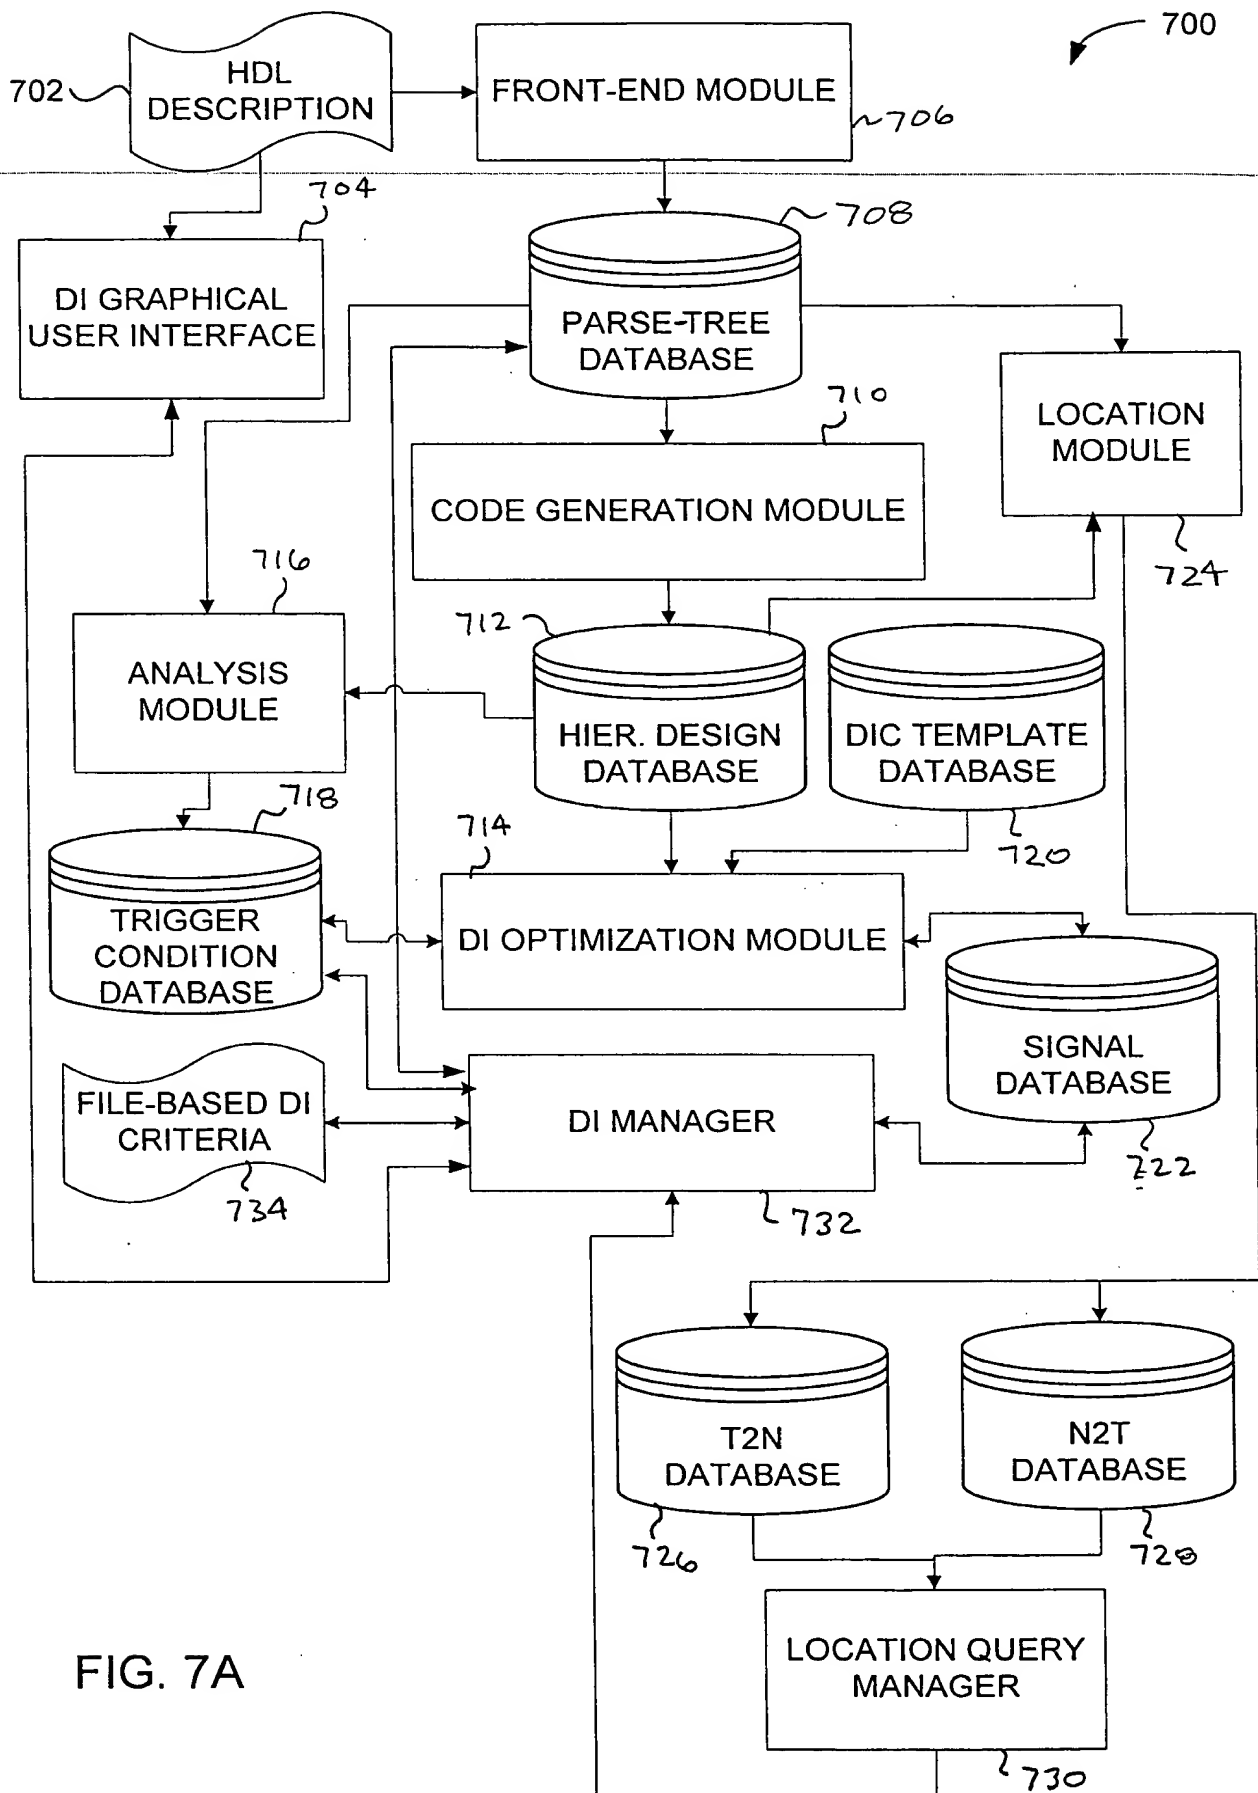 700
702
HDL
DESCRIPTION
FRONT-END MODULE
706
704
708
DI GRAPHICAL
USER INTERFACE
PARSE-TREE
DATABASE
710
LOCATION
MODULE
CODE GENERATION MODULE
716
724
712
ANALYSIS
MODULE
HIER. DESIGN
DATABASE
DIC TEMPLATE
DATABASE
718
714
720
TRIGGER
CONDITION
DATABASE
DI OPTIMIZATION MODULE
SIGNAL
DATABASE
FILE-BASED DI
CRITERIA
DI MANAGER
722
734
732
T2N
DATABASE
N2T
DATABASE
726
728
LOCATION QUERY
MANAGER
FIG. 7A
730